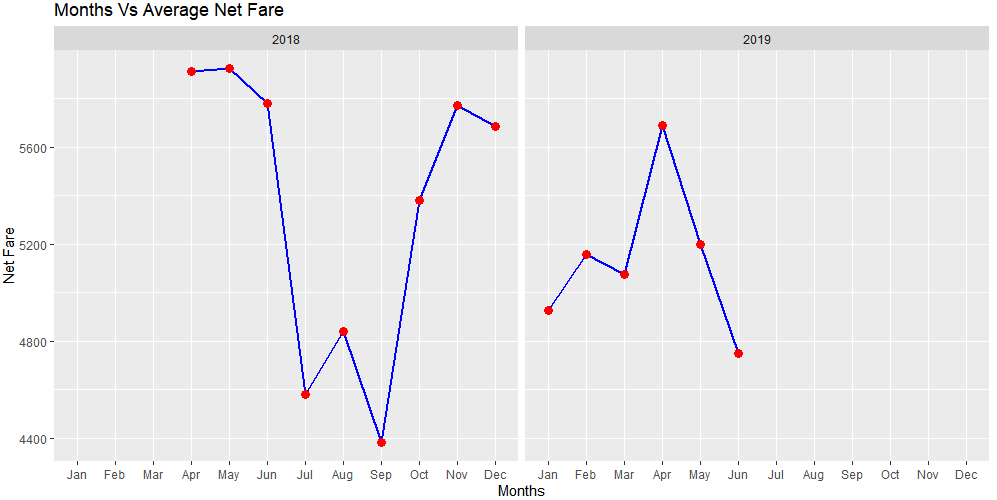 Months Vs Average Net Fare
2018 2019
5600
5200
4800
4400
Net Fare
Jan Feb Mar Apr May Jun Jul Aug Sep Oct Nov Dec Jan Feb Mar Apr May Jun Jul Aug Sep Oct Nov Dec
Months